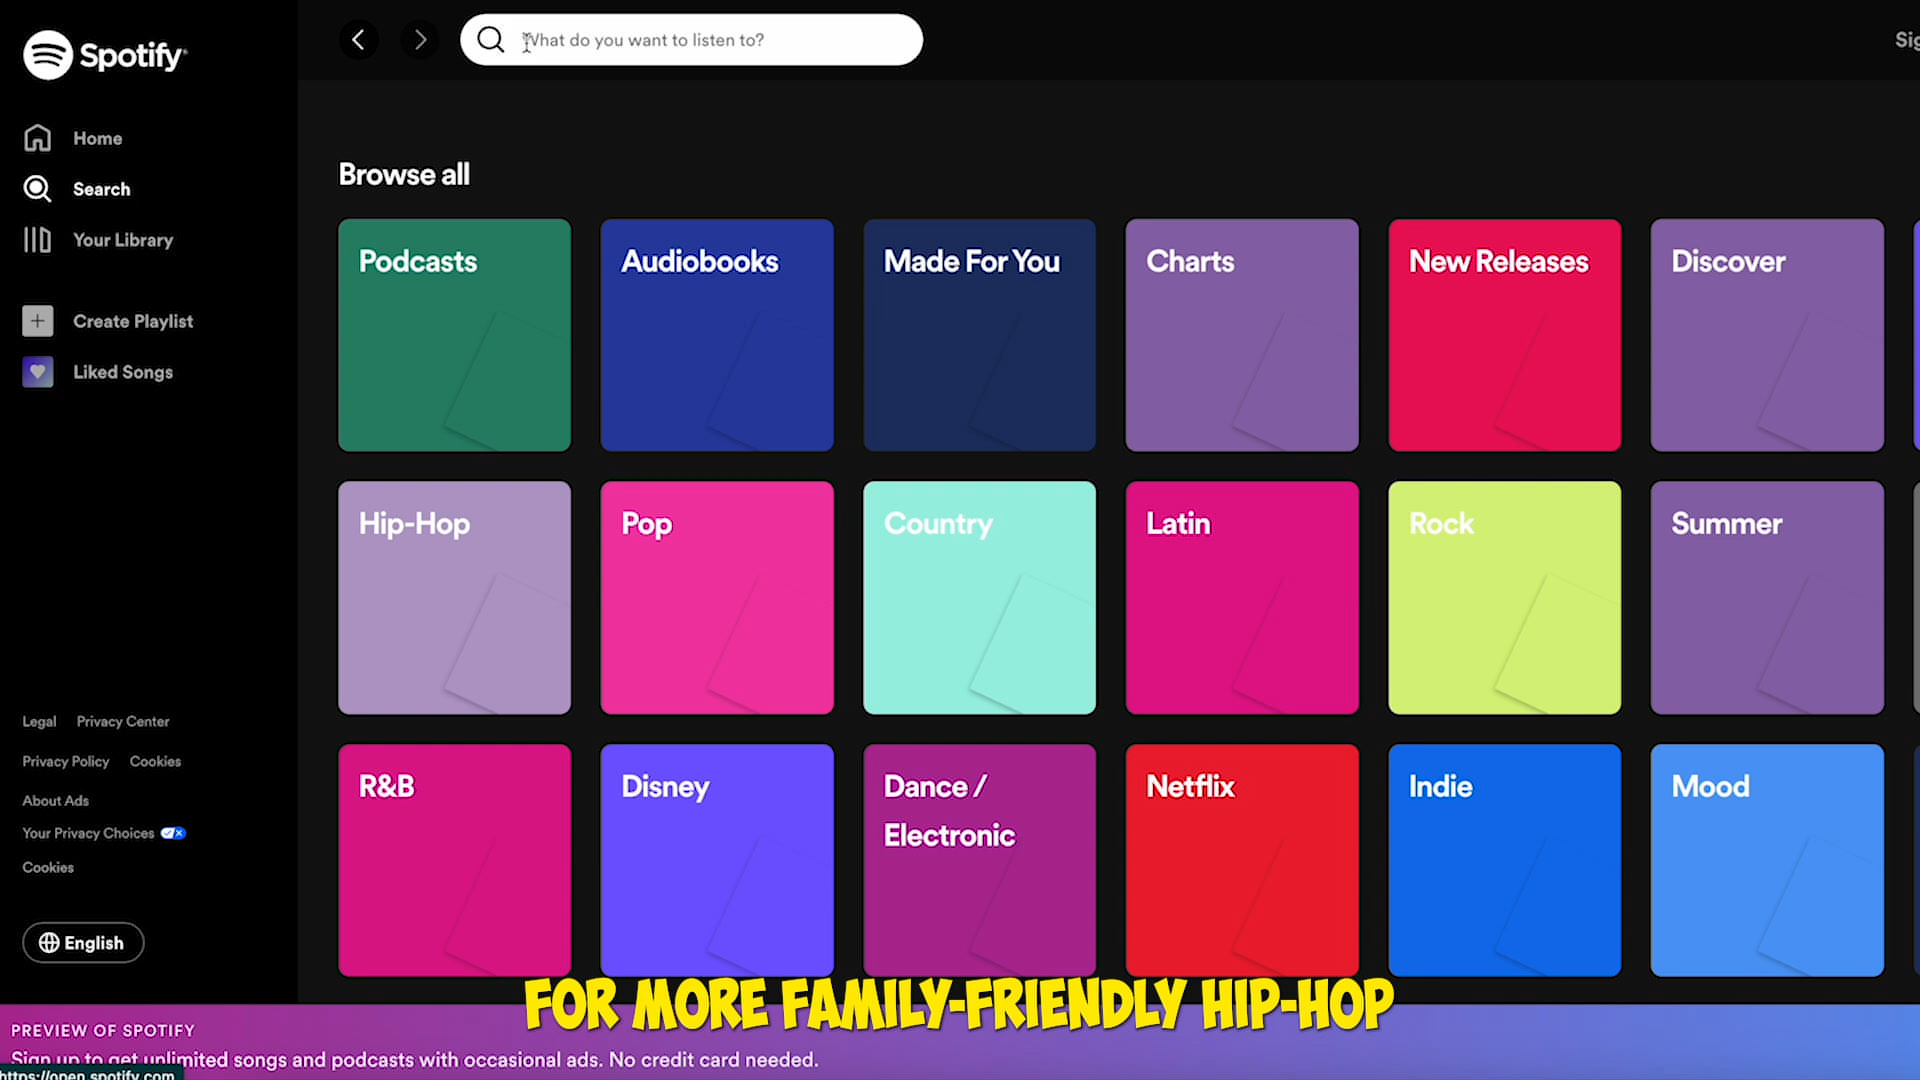 Spotify
What do you want to listen to?
Home
Search
Your Library
Create Playlist
Liked Songs
Browse all
Podcasts
Audiobooks
Made For You
Charts
New Releases
Discover
Hip-Hop
Pop
Country
Latin
Rock
Summer
R&B
Disney
Dance /
Electronic
Netflix
Indie
Mood
Legal
Privacy Center
Privacy Policy
Cookies
About Ads
Your Privacy Choices
Cookies
English
FOR MORE FAMILY-FRIENDLY HIP-HOP
PREVIEW OF SPOTIFY
Sign up to get unlimited songs and podcasts with occasional ads. No credit card needed.
https://open.spotify.com